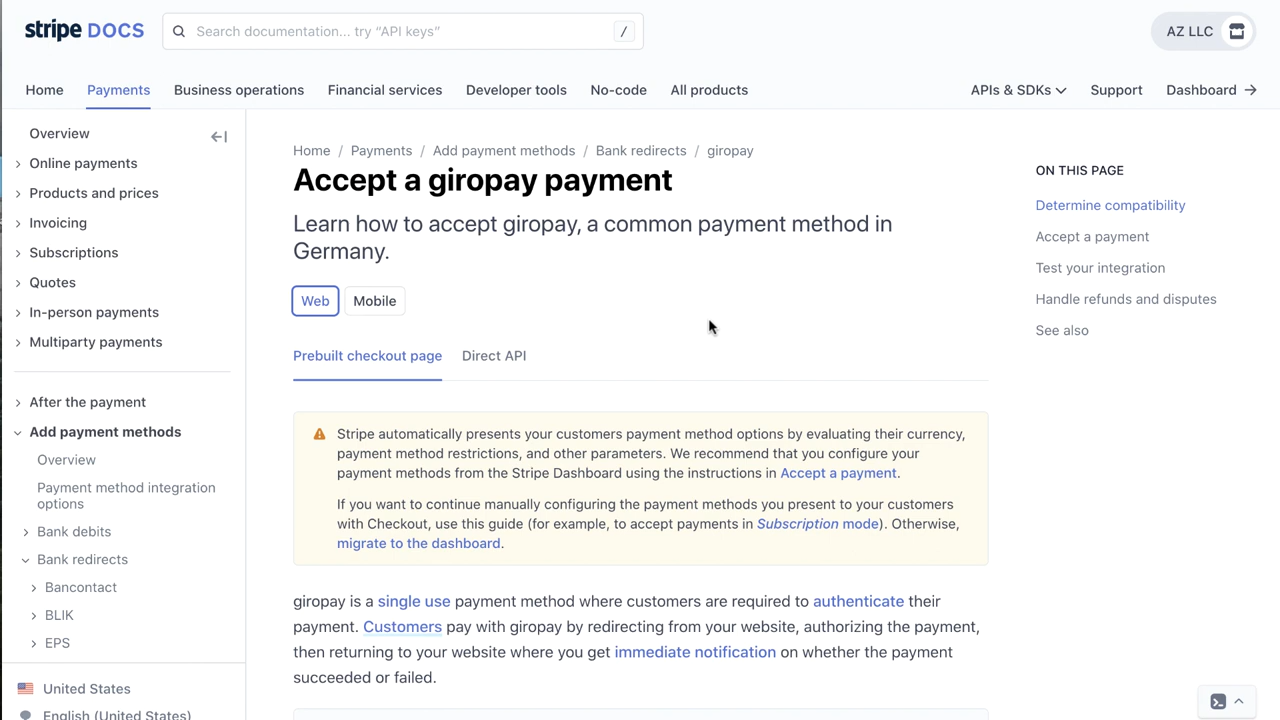 stripe DOCS
Search documentation... try “API keys”
/
AZ LLC
Home
Payments
Business operations
Financial services
Developer tools
No-code
All products
APIs & SDKs
Support
Dashboard
Overview
Online payments
Products and prices
Invoicing
Subscriptions
Quotes
In-person payments
Multiparty payments
After the payment
Add payment methods
Overview
Payment method integration
options
Bank debits
Bank redirects
Bancontact
BLIK
EPS
United States
English (United States)
Home / Payments / Add payment methods / Bank redirects / giropay
Accept a giropay payment
Learn how to accept giropay, a common payment method in
Germany.
Web
Mobile
Prebuilt checkout page
Direct API
Stripe automatically presents your customers payment method options by evaluating their currency,
payment method restrictions, and other parameters. We recommend that you configure your
payment methods from the Stripe Dashboard using the instructions in Accept a payment.
If you want to continue manually configuring the payment methods you present to your customers
with Checkout, use this guide (for example, to accept payments in Subscription mode). Otherwise,
migrate to the dashboard.
giropay is a single use payment method where customers are required to authenticate their
payment. Customers pay with giropay by redirecting from your website, authorizing the payment,
then returning to your website where you get immediate notification on whether the payment
succeeded or failed.
ON THIS PAGE
Determine compatibility
Accept a payment
Test your integration
Handle refunds and disputes
See also